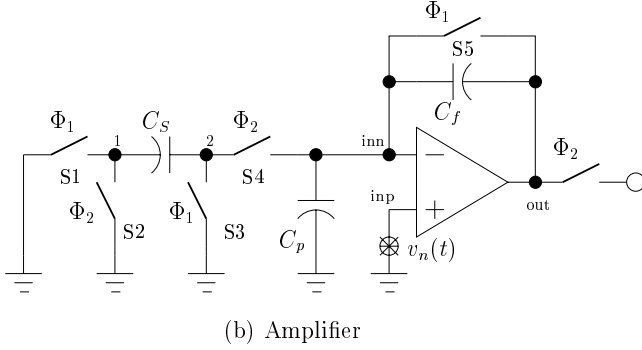 Φ₁
S5
C_f
Φ₁
S1
1
C_S
2
Φ₂
S4
inn
Φ₂
S2
Φ₁
S3
C_p
inp
−
+
v_n(t)
Φ₂
out
(b) Amplifier